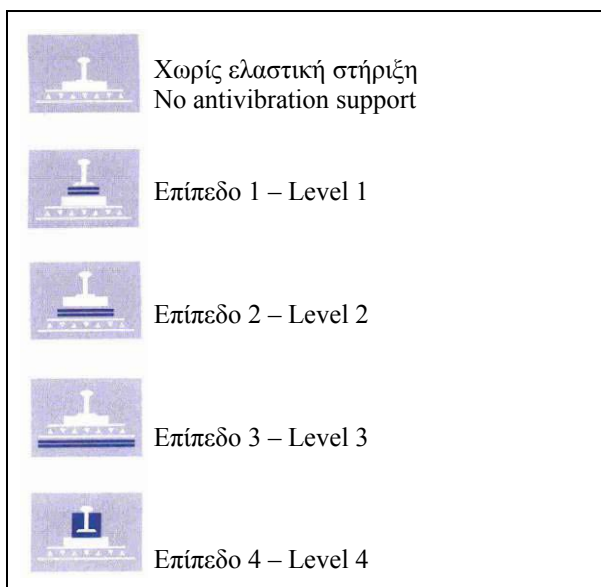 Χωρίς ελαστική στήριξη
No antivibration support
Επίπεδο 1 – Level 1
Επίπεδο 2 – Level 2
Επίπεδο 3 – Level 3
Επίπεδο 4 – Level 4